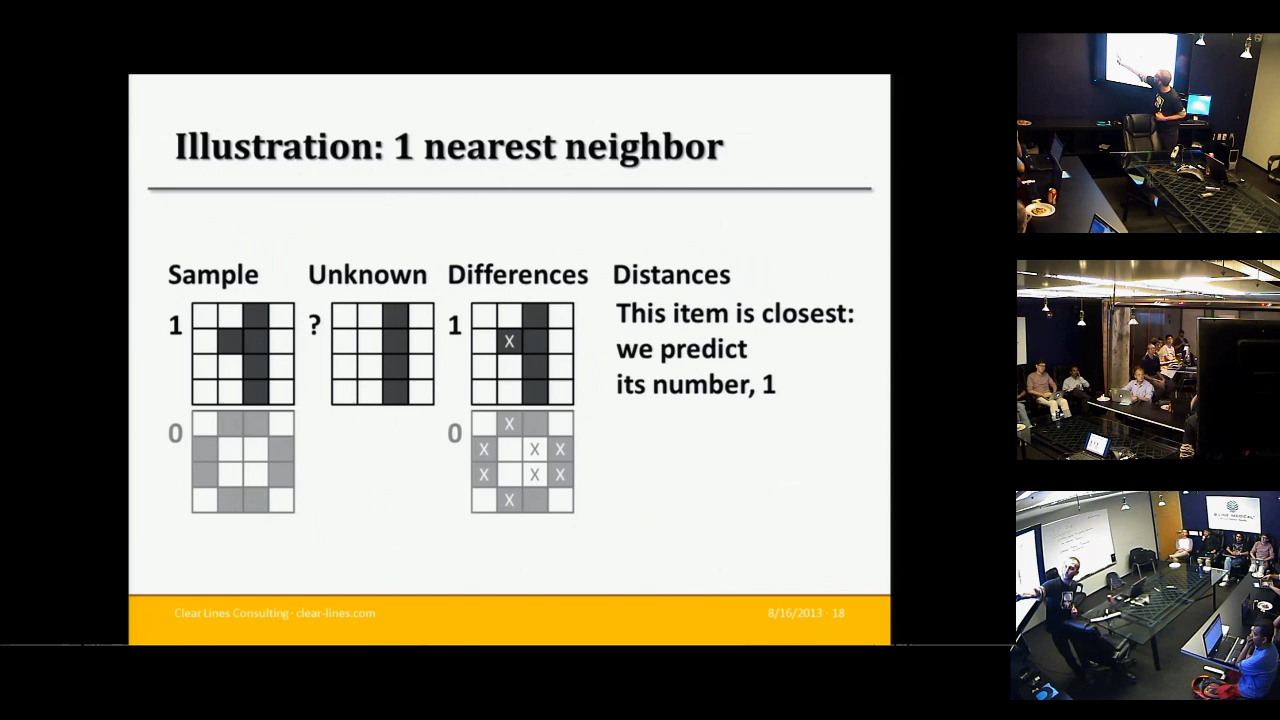 Illustration: 1 nearest neighbor
Sample Unknown Differences Distances
1 ? 1
X
This item is closest:
we predict
its number, 1
0 0
X
X X X
X X X
X
Clear Lines Consulting · clear-lines.com 8/16/2013 · 18